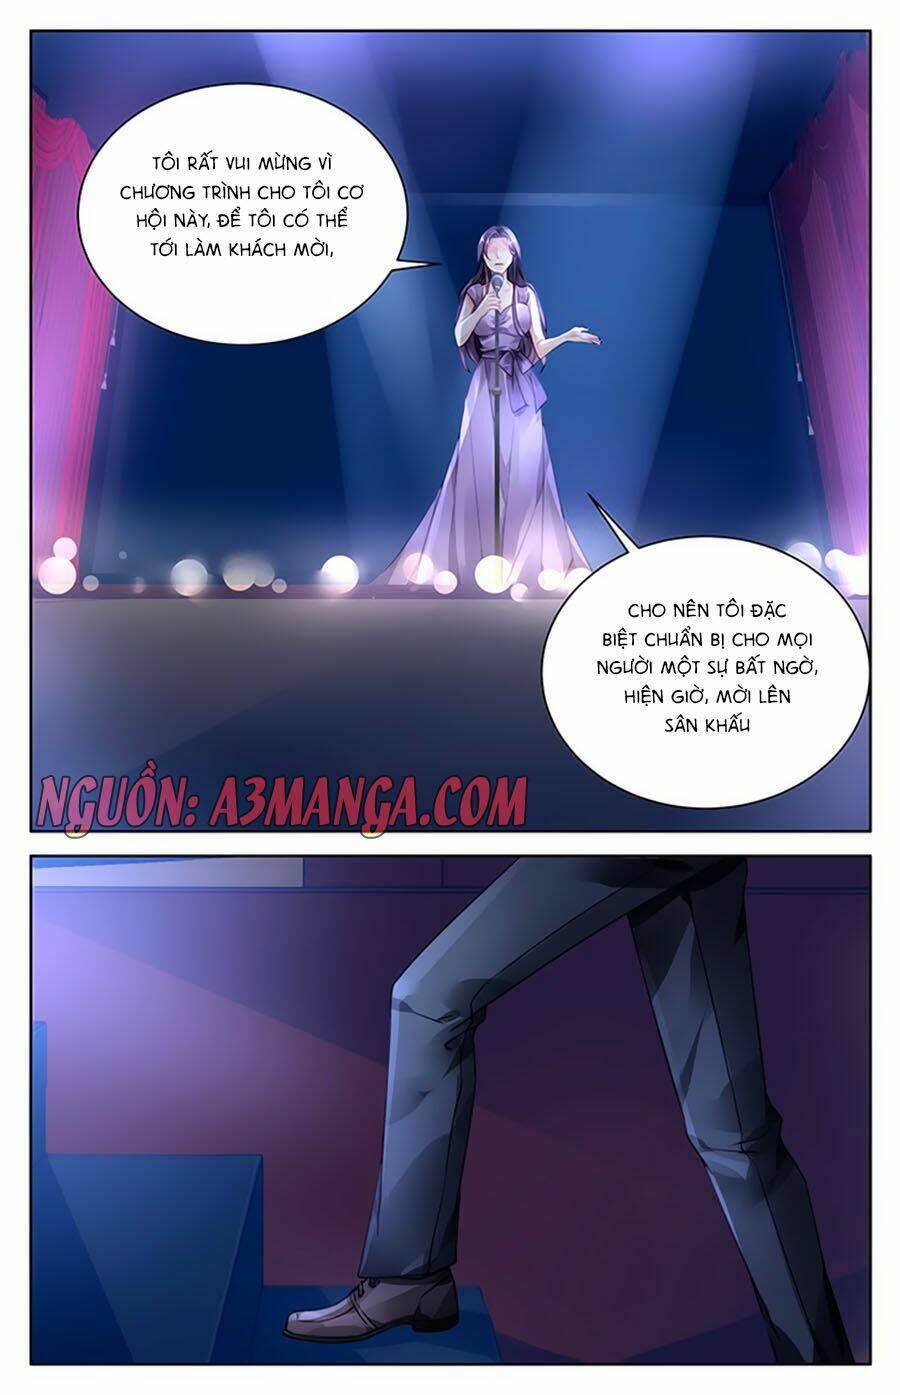 TÔI RẤT VUI MỪNG VÌ
CHƯƠNG TRÌNH CHO TÔI CƠ
HỘI NÀY, ĐỂ TÔI CÓ THỂ
TỚI LÀM KHÁCH MỜI,
CHO NÊN TÔI ĐẶC
BIỆT CHUẨN BỊ CHO MỌI
NGƯỜI MỘT SỰ BẤT NGỜ,
HIỆN GIỜ, MỜI LÊN
SÂN KHẤU
NGUỒN: A3MANGA.COM